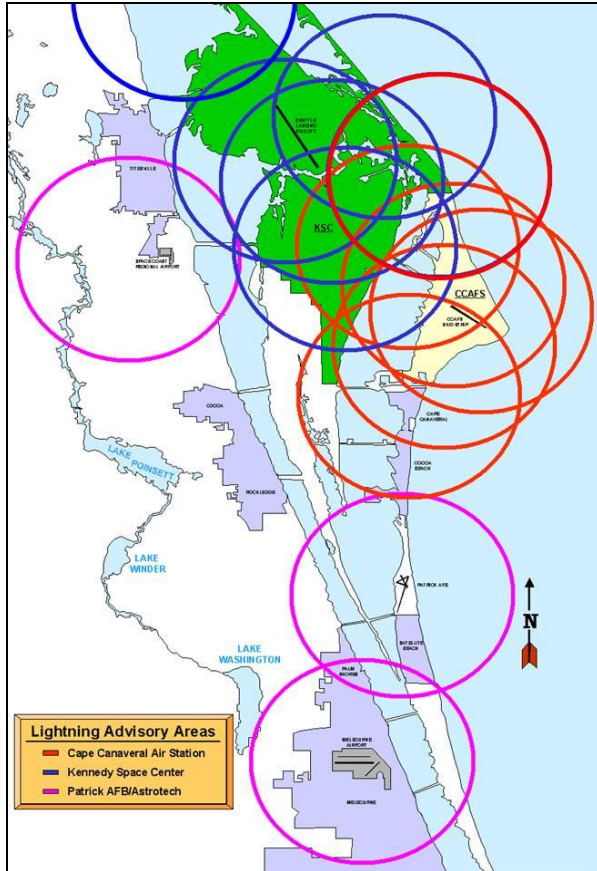 SHUTTLE
LANDING
FACILITY
TITUSVILLE
KSC
SPACECOAST
REGIONAL AIRPORT
CCAFS
CCAFS
SKID STRIP
CAPE
CANAVERAL
COCOA
COCOA
BEACH
ROCKLEDGE
LAKE
POINSETT
LAKE
WINDER
PATRICK AFB
N
LAKE
WASHINGTON
SATELLITE
BEACH
PALM
SHORES
MELBOURNE
AIRPORT
MELBOURNE
Lightning Advisory Areas
Cape Canaveral Air Station
Kennedy Space Center
Patrick AFB/Astrotech